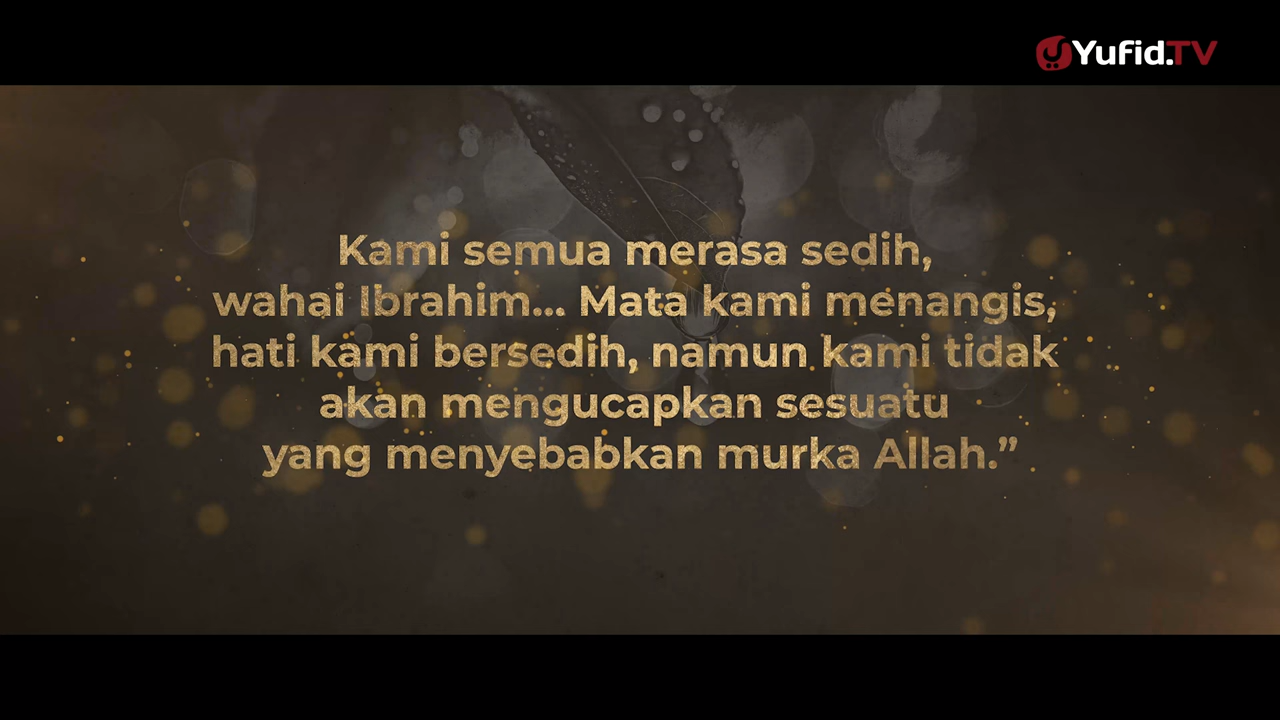 Yufid.TV
Kami semua merasa sedih,
wahai Ibrahim... Mata kami menangis,
hati kami bersedih, namun kami tidak
akan mengucapkan sesuatu
yang menyebabkan murka Allah.”